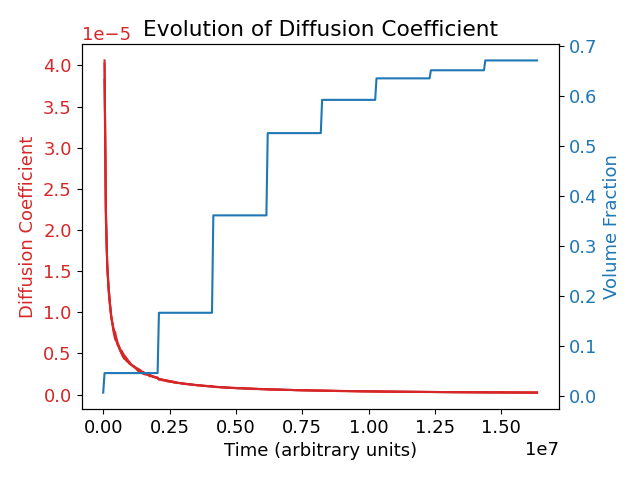 Evolution of Diffusion Coefficient
1e−5
4.0
3.5
3.0
2.5
2.0
1.5
1.0
0.5
0.0
Diffusion Coefficient
0.7
0.6
0.5
0.4
0.3
0.2
0.1
0.0
Volume Fraction
0.00 0.25 0.50 0.75 1.00 1.25 1.50
1e7
Time (arbitrary units)